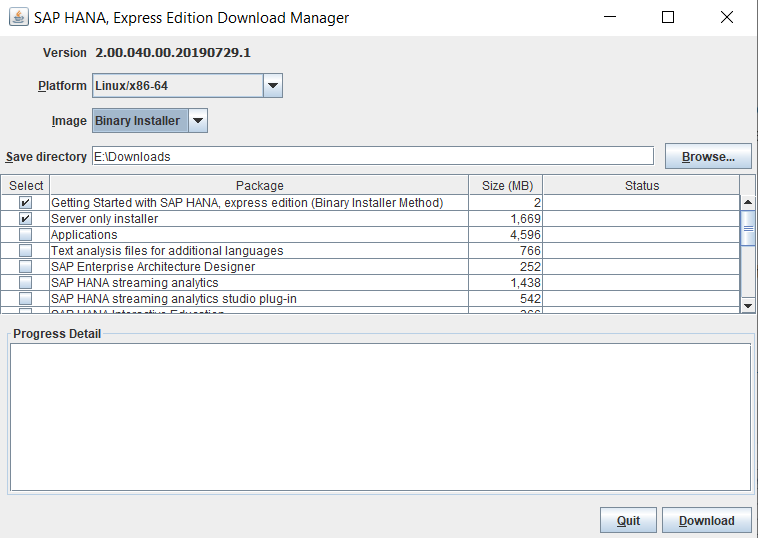 SAP HANA, Express Edition Download Manager
Version 2.00.040.00.20190729.1
Platform Linux/x86-64
Image Binary Installer
Save directory E:\Downloads Browse...
Select Package Size (MB) Status
Getting Started with SAP HANA, express edition (Binary Installer Method) 2
Server only installer 1,669
Applications 4,596
Text analysis files for additional languages 766
SAP Enterprise Architecture Designer 252
SAP HANA streaming analytics 1,438
SAP HANA streaming analytics studio plug-in 542
SAP HANA Interactive Education
Progress Detail
Quit Download